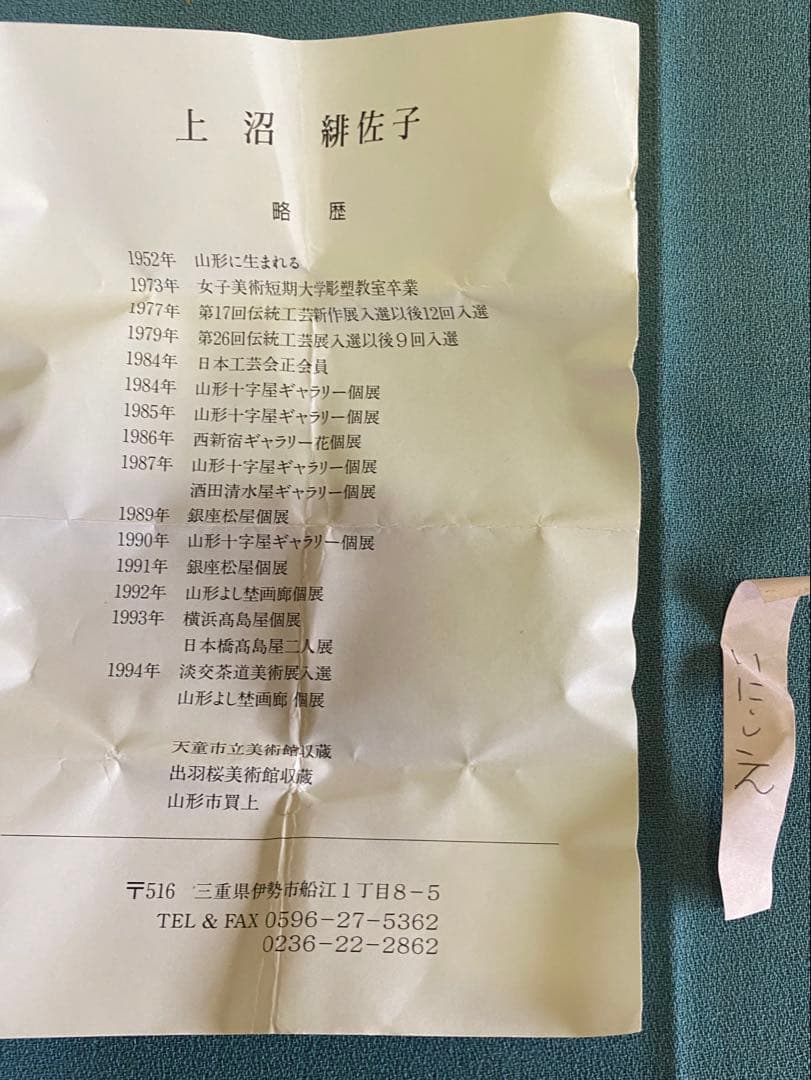 上沼 緋佐子
略歴
1952年 山形に生まれる
1973年 女子美術短期大学彫塑教室卒業
1977年 第17回伝統工芸新作展入選以後12回入選
1979年 第26回伝統工芸展入選以後9回入選
1984年 日本工芸会正会員
1984年 山形十字屋ギャラリー個展
1985年 山形十字屋ギャラリー個展
1986年 西新宿ギャラリー花個展
1987年 山形十字屋ギャラリー個展
酒田清水屋ギャラリー個展
1989年 銀座松屋個展
1990年 山形十字屋ギャラリー個展
1991年 銀座松屋個展
1992年 山形よし埜画廊個展
1993年 横浜髙島屋個展
日本橋髙島屋二人展
1994年 淡交茶道美術展入選
山形よし埜画廊個展
天童市立美術館収蔵
出羽桜美術館収蔵
山形市買上
〒516 三重県伊勢市船江1丁目8-5
TEL & FAX 0596-27-5362
0236-22-2862
いにしえ